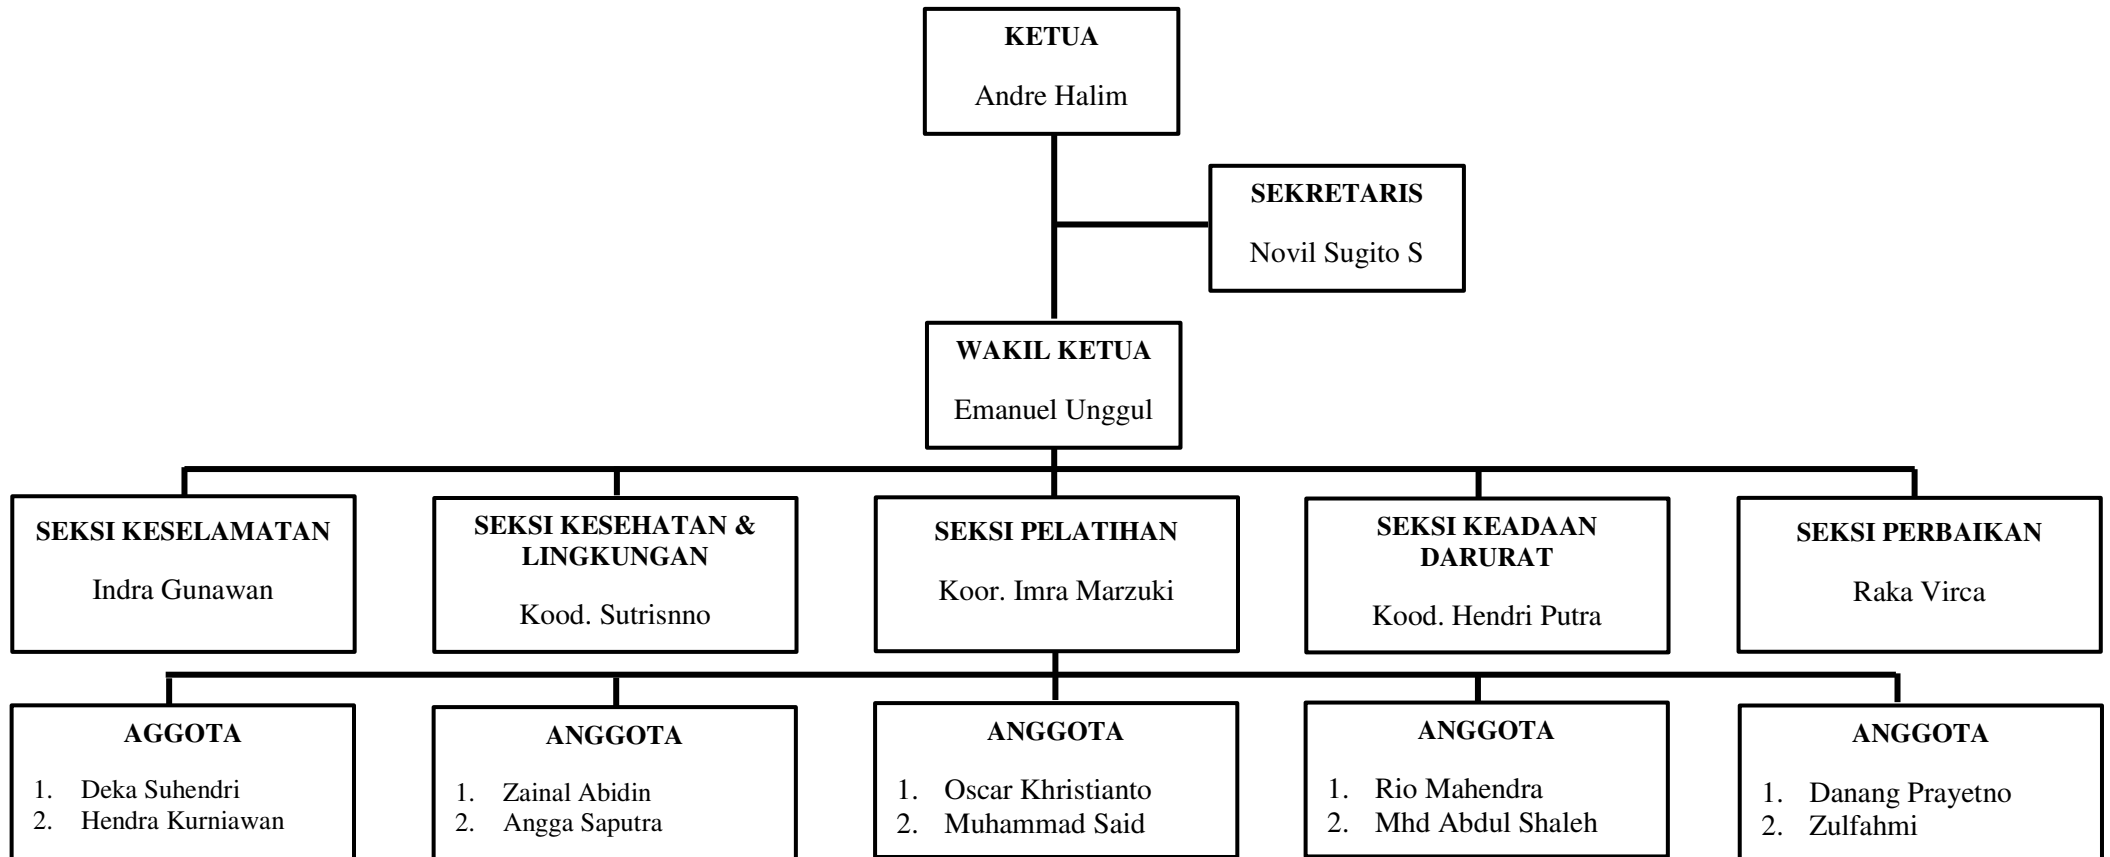 KETUA
Andre Halim
SEKRETARIS
Novil Sugito S
WAKIL KETUA
Emanuel Unggul
SEKSI KESELAMATAN
Indra Gunawan
SEKSI KESEHATAN &
LINGKUNGAN
Kood. Sutrisnno
SEKSI PELATIHAN
Koor. Imra Marzuki
SEKSI KEADAAN
DARURAT
Kood. Hendri Putra
SEKSI PERBAIKAN
Raka Virca
AGGOTA
1. Deka Suhendri
2. Hendra Kurniawan
ANGGOTA
1. Zainal Abidin
2. Angga Saputra
ANGGOTA
1. Oscar Khristianto
2. Muhammad Said
ANGGOTA
1. Rio Mahendra
2. Mhd Abdul Shaleh
ANGGOTA
1. Danang Prayetno
2. Zulfahmi